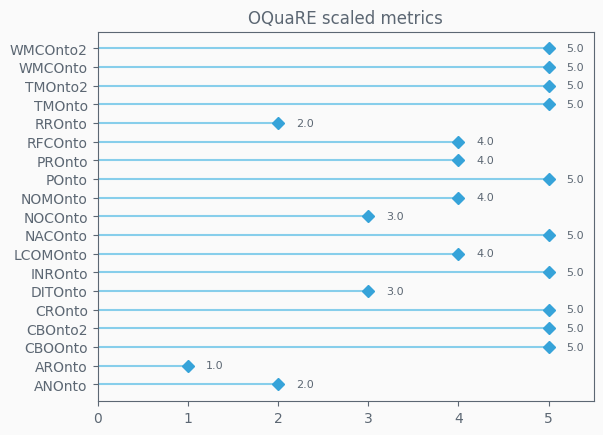 OQuaRE scaled metrics
WMCOnto2 5.0
WMCOnto 5.0
TMOnto2 5.0
TMOnto 5.0
RROnto 2.0
RFCOnto 4.0
PROnto 4.0
POnto 5.0
NOMOnto 4.0
NOCOnto 3.0
NACOnto 5.0
LCOMOnto 4.0
INROnto 5.0
DITOnto 3.0
CROnto 5.0
CBOnto2 5.0
CBOOnto 5.0
AROnto 1.0
ANOnto 2.0
0 1 2 3 4 5